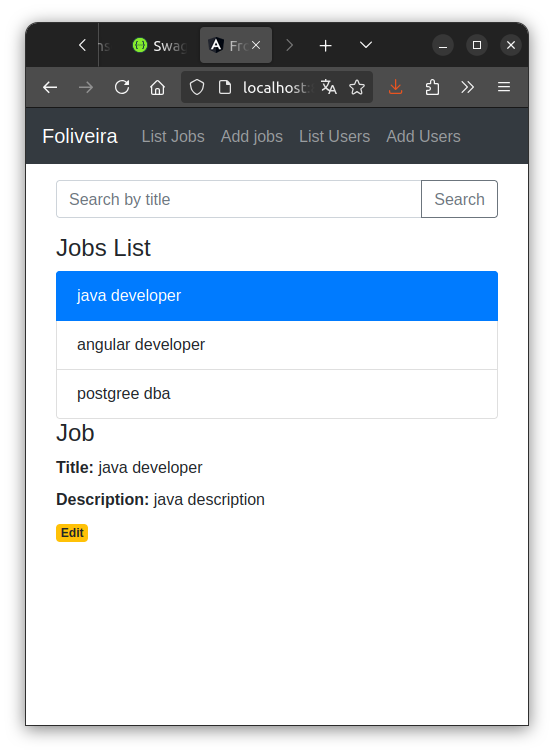 Swag
Fro
localhost:
Foliveira List Jobs Add jobs List Users Add Users
Search by title Search
Jobs List
java developer
angular developer
postgree dba
Job
Title: java developer
Description: java description
Edit